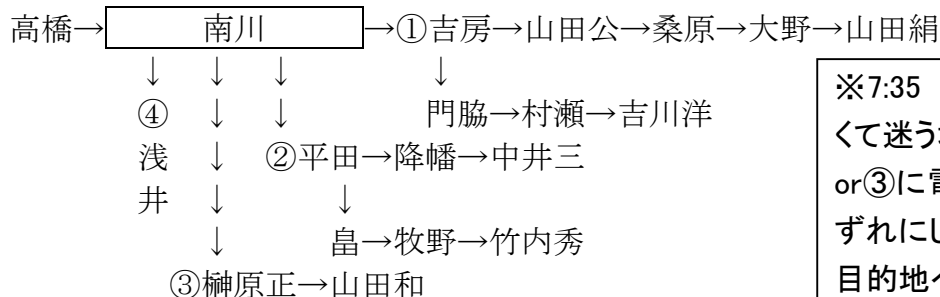 高橋→南川→①吉房→山田公→桑原→大野→山田絹
↓ ↓ ↓ ↓
④ ↓ ↓ 門脇→村瀬→吉川洋
浅 ↓ ②平田→降幡→中井三
井 ↓ ↓
↓ 畠→牧野→竹内秀
③榊原正→山田和
※7:35
くて迷う
or③に
ずれにし
目的地へ